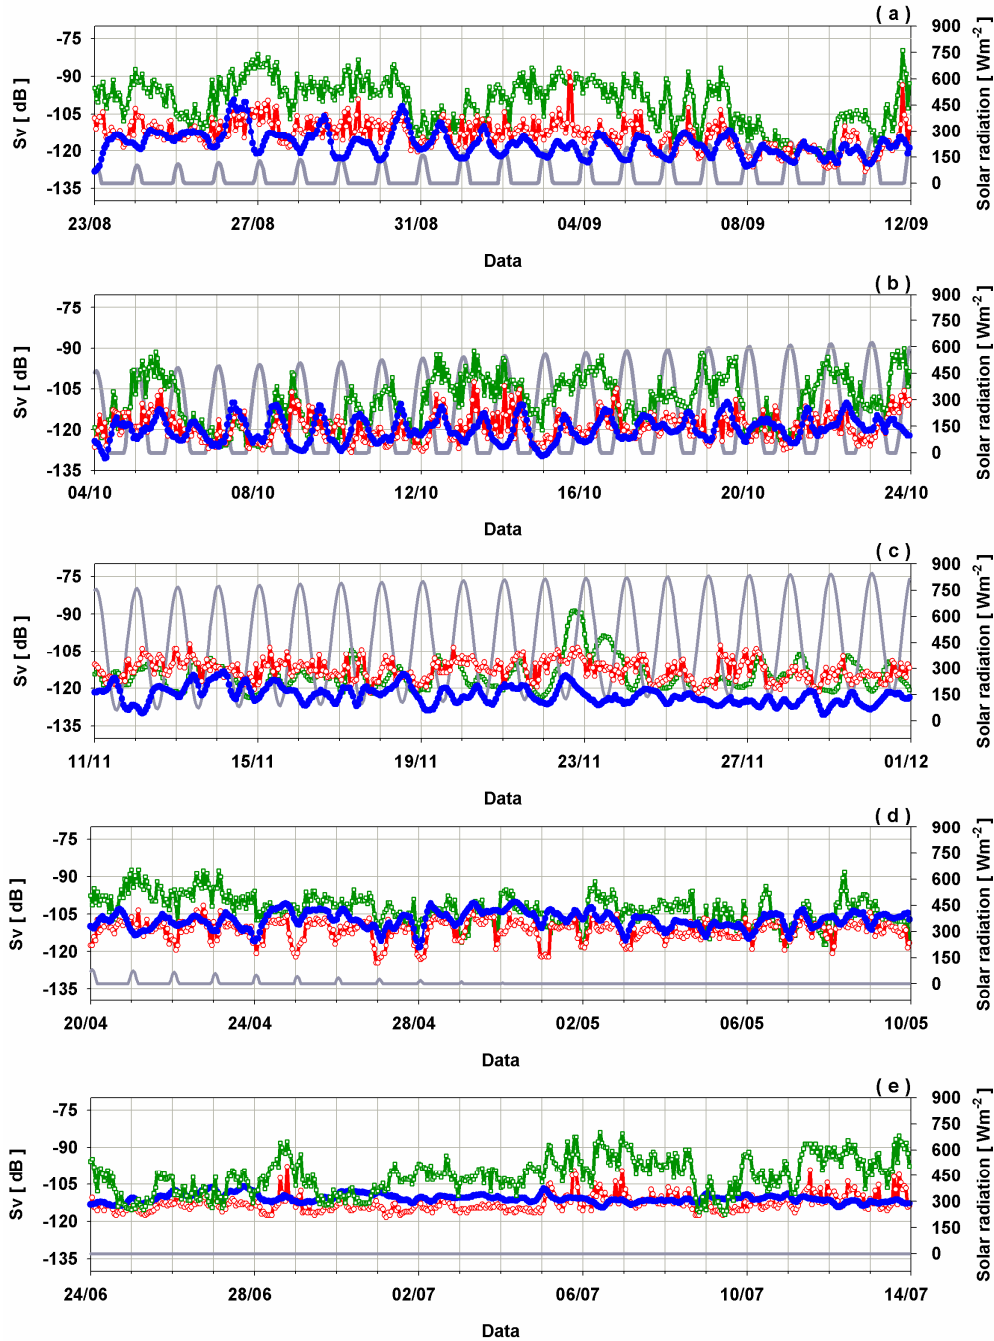 ( a )
-75
-90
-105
-120
-135
Sv [ dB ]
900
750
600
450
300
150
0
Solar radiation [ Wm-2 ]
23/08 27/08 31/08 04/09 08/09 12/09
Data
( b )
-75
-90
-105
-120
-135
Sv [ dB ]
900
750
600
450
300
150
0
Solar radiation [ Wm-2 ]
04/10 08/10 12/10 16/10 20/10 24/10
Data
( c )
-75
-90
-105
-120
-135
Sv [ dB ]
900
750
600
450
300
150
0
Solar radiation [ Wm-2 ]
11/11 15/11 19/11 23/11 27/11 01/12
Data
( d )
-75
-90
-105
-120
-135
Sv [ dB ]
900
750
600
450
300
150
0
Solar radiation [ Wm-2 ]
20/04 24/04 28/04 02/05 06/05 10/05
Data
( e )
-75
-90
-105
-120
-135
Sv [ dB ]
900
750
600
450
300
150
0
Solar radiation [ Wm-2 ]
24/06 28/06 02/07 06/07 10/07 14/07
Data